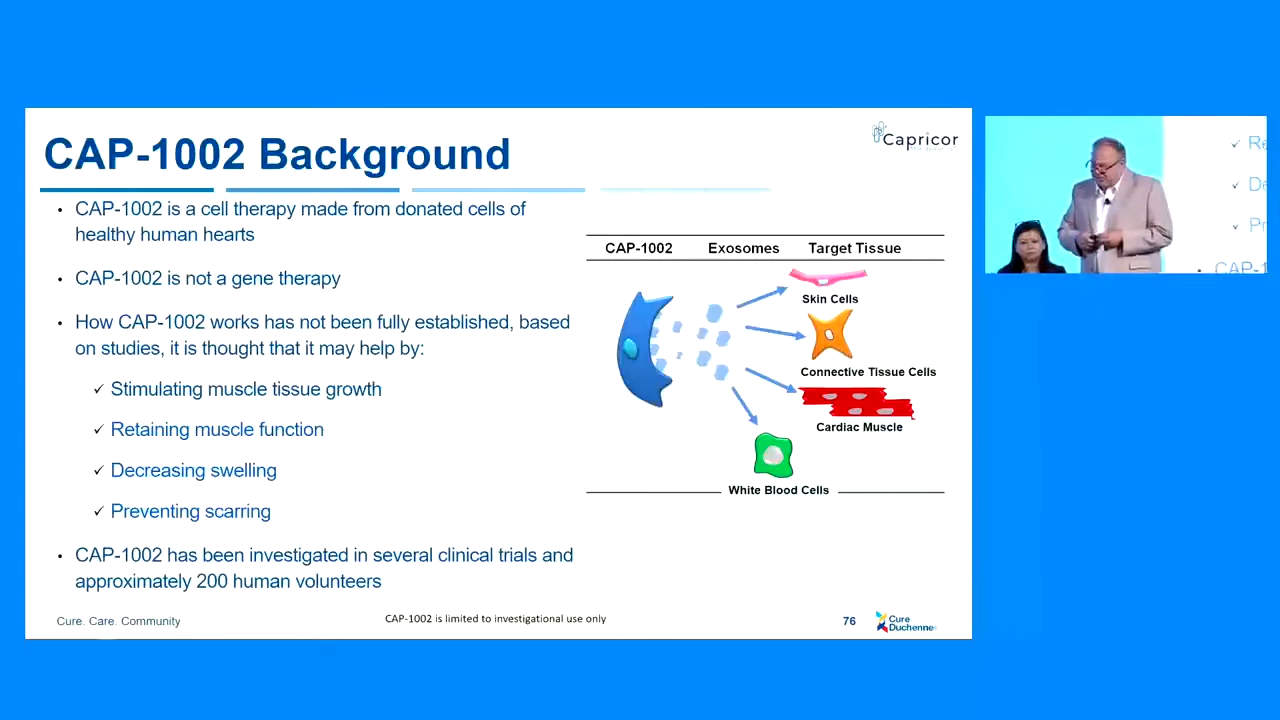 CAP-1002 Background
Capricor
• CAP-1002 is a cell therapy made from donated cells of
healthy human hearts
• CAP-1002 is not a gene therapy
• How CAP-1002 works has not been fully established, based
on studies, it is thought that it may help by:
✓ Stimulating muscle tissue growth
✓ Retaining muscle function
✓ Decreasing swelling
✓ Preventing scarring
• CAP-1002 has been investigated in several clinical trials and
approximately 200 human volunteers
CAP-1002 Exosomes Target Tissue
Skin Cells
Connective Tissue Cells
Cardiac Muscle
White Blood Cells
Cure. Care. Community
CAP-1002 is limited to investigational use only
76
Cure
Duchenne
✓ Re
✓ De
✓ Pr
• CAP-1